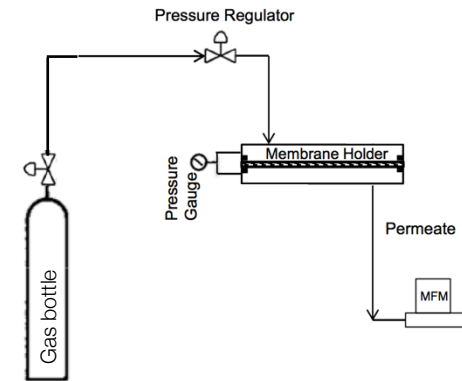 Pressure Regulator
Membrane Holder
Pressure
Gauge
Permeate
MFM
Gas bottle